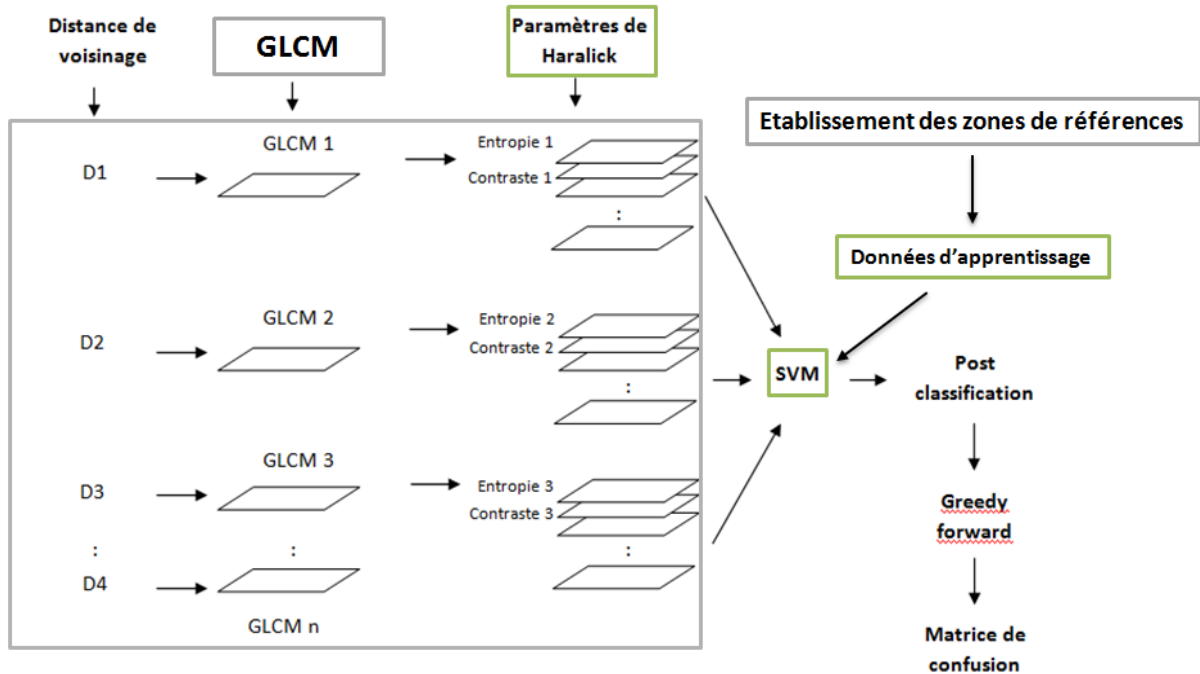 Distance de
voisinage
GLCM
Paramètres de
Haralick
Etablissement des zones de références
D1
GLCM 1
Entropie 1
Contraste 1
:
Données d'apprentissage
D2
GLCM 2
Entropie 2
Contraste 2
:
SVM
Post
classification
D3
GLCM 3
Entropie 3
Contraste 3
Greedy
forward
:
:
:
D4
GLCM n
Matrice de
confusion